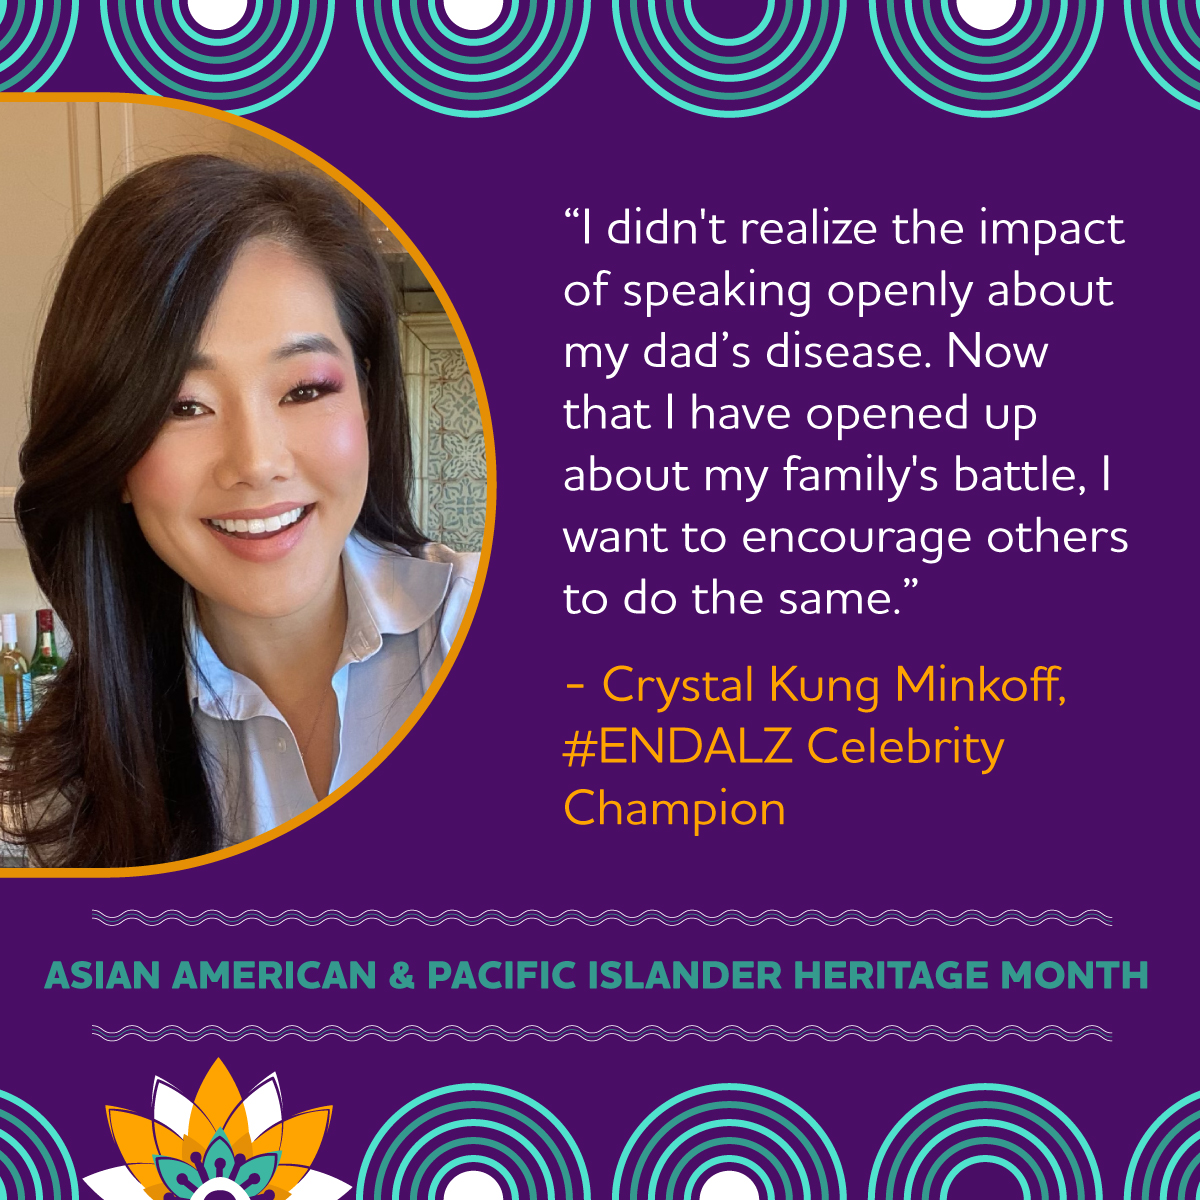 “I didn't realize the impact
of speaking openly about
my dad’s disease. Now
that I have opened up
about my family's battle, I
want to encourage others
to do the same.”
- Crystal Kung Minkoff,
#ENDALZ Celebrity
Champion
ASIAN AMERICAN & PACIFIC ISLANDER HERITAGE MONTH